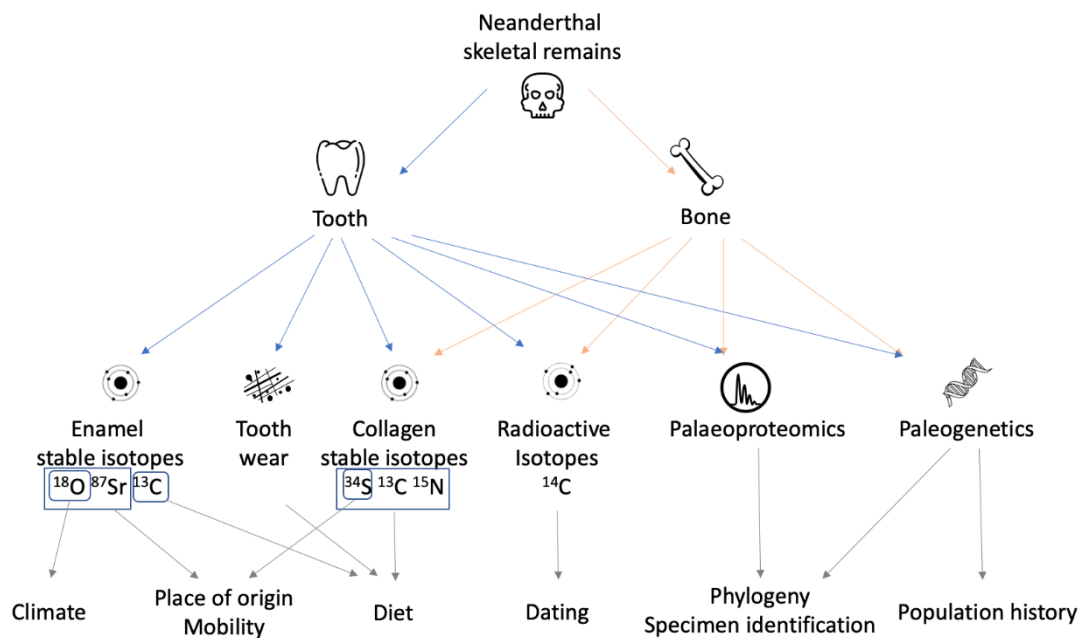 Neanderthal
skeletal remains
Tooth
Bone
Enamel
stable isotopes
¹⁸O ⁸⁷Sr ¹³C
Tooth
wear
Collagen
stable isotopes
³⁴S ¹³C ¹⁵N
Radioactive
Isotopes
¹⁴C
Palaeoproteomics
Paleogenetics
Climate
Place of origin
Mobility
Diet
Dating
Phylogeny
Specimen identification
Population history